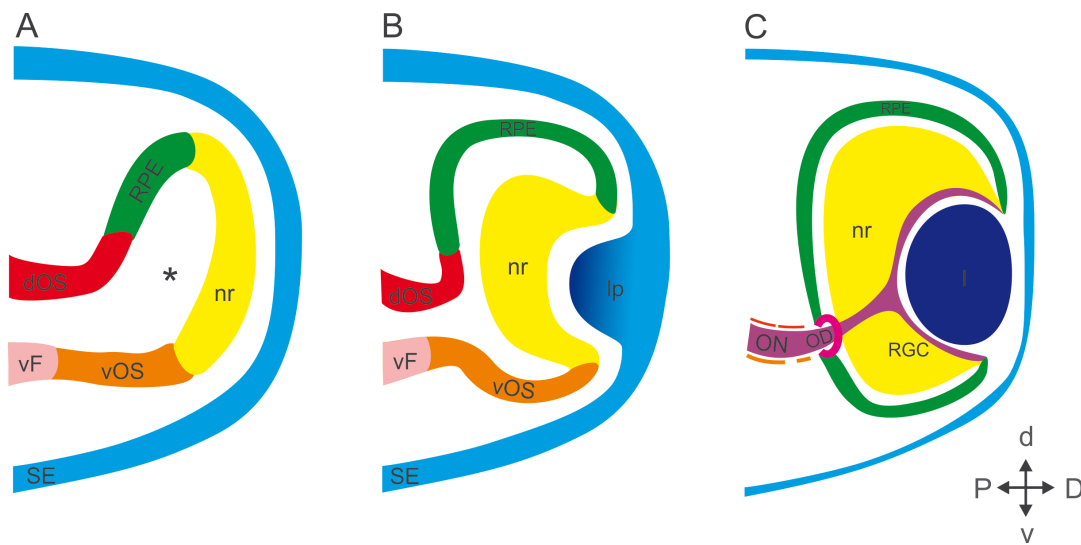 A
RPE
dOS
*
nr
vF
vOS
SE
B
RPE
nr
lp
dOS
vF
vOS
SE
C
RPE
nr
l
ON
OD
RGC
d
P
D
v